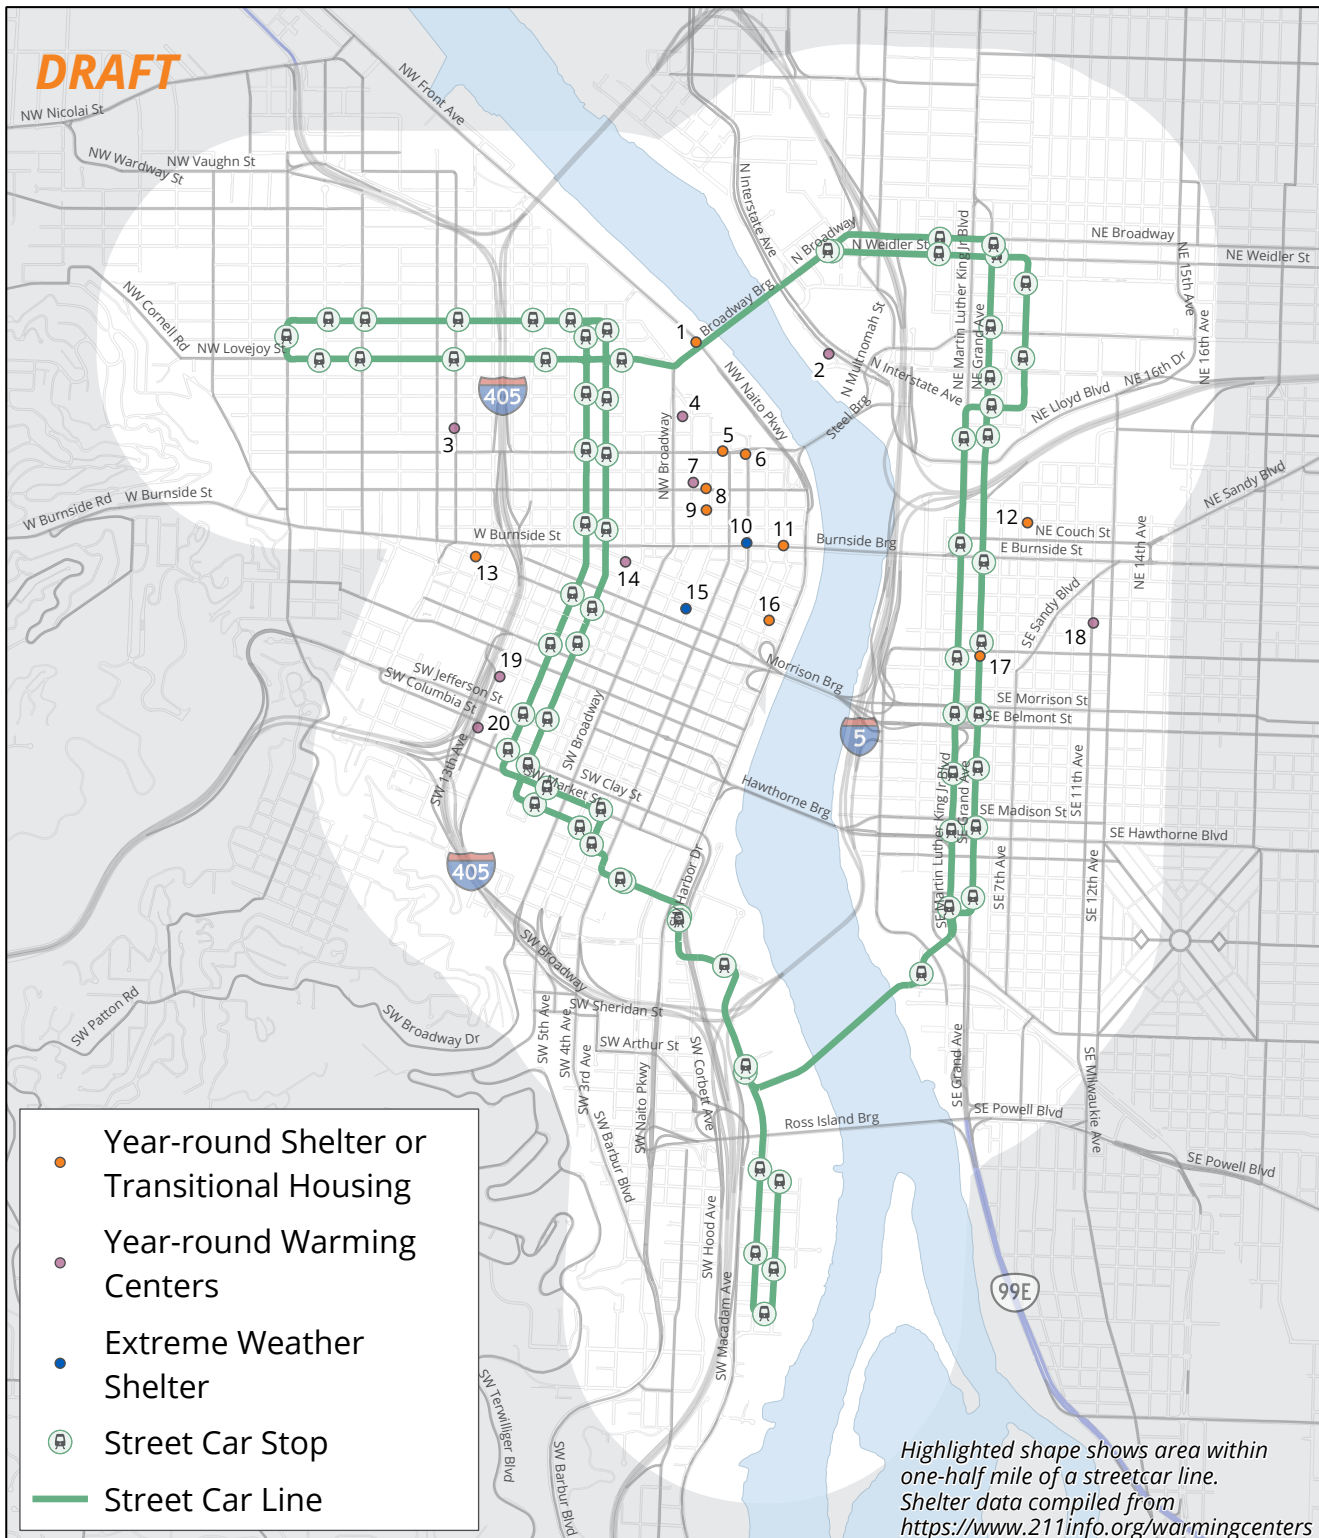 DRAFT
NW Nicolai St
NW Front Ave
NW Wardway St
NW Vaughn St
N Interstate Ave
N Broadway
N Weidler St
NE Martin Luther King Jr Blvd
NE Broadway
NE Weidler St
NE 15th Ave
NE 16th Ave
NW Cornell Rd
NW Lovejoy St
Broadway Brg
1
2
N Multnomah St
N Interstate Ave
NE Grand Ave
NE 16th Dr
NE Lloyd Blvd
405
NW Naito Pkwy
Steel Brg
3
4
5
6
NW Broadway
7
8
9
10
11
12
NE Sandy Blvd
W Burnside Rd
W Burnside St
W Burnside St
Burnside Brg
NE Couch St
E Burnside St
NE 14th Ave
13
14
15
16
SE Sandy Blvd
17
18
19
20
SW Jefferson St
SW Columbia St
Morrison Brg
SE Morrison St
SE Belmont St
5
SW Broadway
SW 13th Ave
SW Market St
SW Clay St
Hawthorne Brg
SE Martin Luther King Jr Blvd
SE Grand Ave
SE Madison St
SE Hawthorne Blvd
SE 11th Ave
SE 7th Ave
SE 12th Ave
405
Harbor Dr
SW Broadway
SW Patton Rd
SW Broadway Dr
SW Sheridan St
SW Arthur St
SW 5th Ave
SW 4th Ave
SW 3rd Ave
SW Naito Pkwy
SW Corbett Ave
SW Barbur Blvd
Ross Island Brg
SE Grand Ave
SE Powell Blvd
SE Milwaukie Ave
SE Powell Blvd
SW Hood Ave
SW Macadam Ave
99E
SW Terwilliger Blvd
SW Barbur Blvd
Year-round Shelter or
Transitional Housing
Year-round Warming
Centers
Extreme Weather
Shelter
Street Car Stop
Street Car Line
Highlighted shape shows area within
one-half mile of a streetcar line.
Shelter data compiled from
https://www.211info.org/warmingcenters